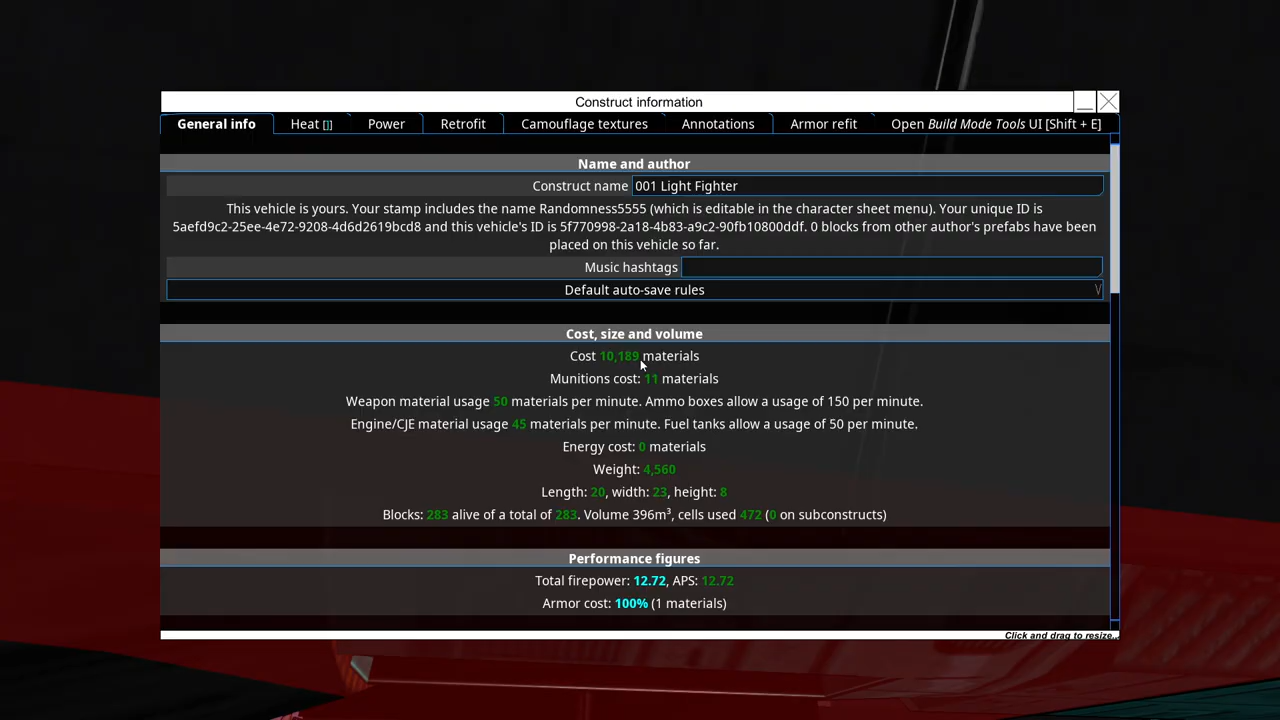 Construct information
General info
Heat []]
Power
Retrofit
Camouflage textures
Annotations
Armor refit
Open Build Mode Tools UI [Shift + E]
Name and author
Construct name 001 Light Fighter
This vehicle is yours. Your stamp includes the name Randomness5555 (which is editable in the character sheet menu). Your unique ID is
5aefd9c2-25ee-4e72-9208-4d6d2619bcd8 and this vehicle's ID is 5f770998-2a18-4b83-a9c2-90fb10800ddf. 0 blocks from other author's prefabs have been
placed on this vehicle so far.
Music hashtags
Default auto-save rules V
Cost, size and volume
Cost 10,189 materials
Munitions cost: 11 materials
Weapon material usage 50 materials per minute. Ammo boxes allow a usage of 150 per minute.
Engine/CJE material usage 45 materials per minute. Fuel tanks allow a usage of 50 per minute.
Energy cost: 0 materials
Weight: 4,560
Length: 20, width: 23, height: 8
Blocks: 283 alive of a total of 283. Volume 396m³, cells used 472 (0 on subconstructs)
Performance figures
Total firepower: 12.72, APS: 12.72
Armor cost: 100% (1 materials)
Click and drag to resize..